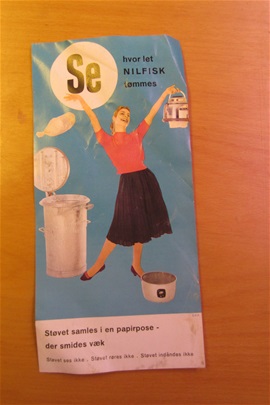 Se
hvor let
NILFISK
tømmes
Støvet samles i en papirpose -
der smides væk
Støvet ses ikke . Støvet røres ikke . Støvet indåndes ikke